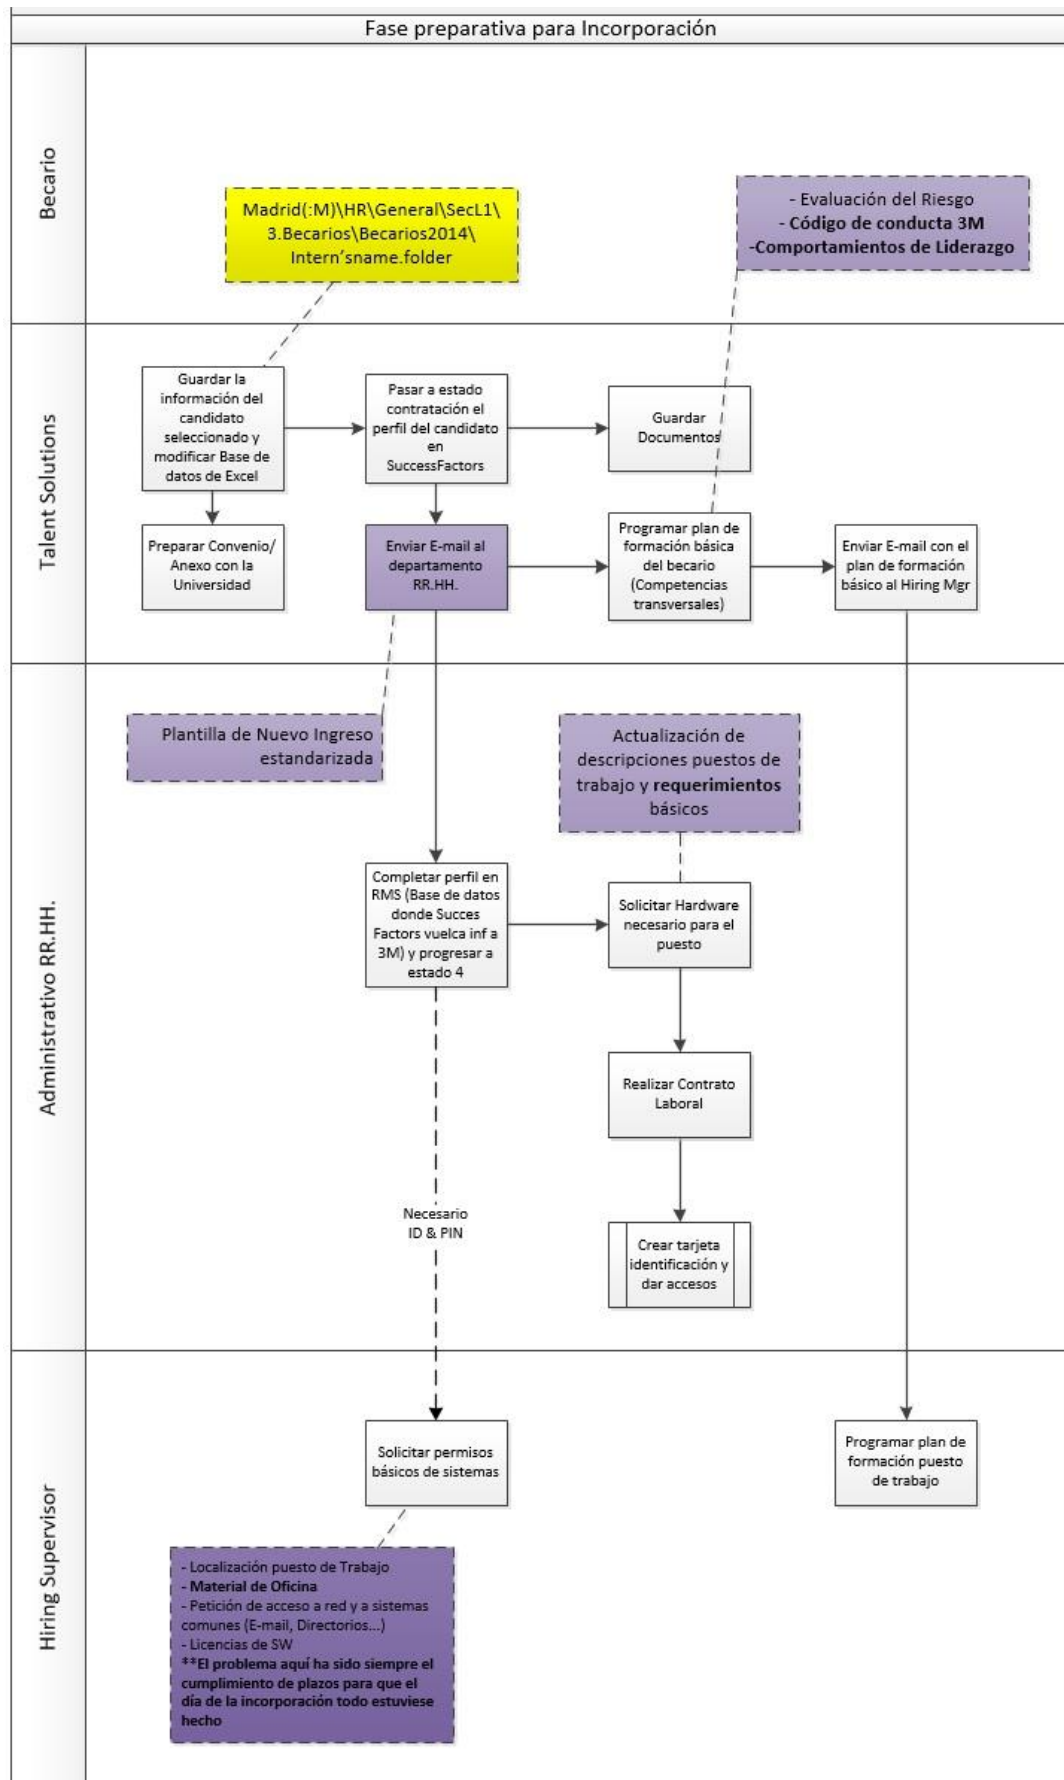 Fase preparativa para Incorporación
Becario
Madrid(:M)\HR\General\SecL1\
3.Becarios\Becarios2014\
Intern'sname.folder
- Evaluación del Riesgo
- Código de conducta 3M
-Comportamientos de Liderazgo
Talent Solutions
Guardar la
información del
candidato
seleccionado y
modificar Base de
datos de Excel
Pasar a estado
contratación el
perfil del candidato
en
SuccessFactors
Guardar
Documentos
Preparar Convenio/
Anexo con la
Universidad
Enviar E-mail al
departamento
RR.HH.
Programar plan de
formación básica
del becario
(Competencias
transversales)
Enviar E-mail con el
plan de formación
básico al Hiring Mgr
Administrativo RR.HH.
Plantilla de Nuevo Ingreso
estandarizada
Actualización de
descripciones puestos de
trabajo y requerimientos
básicos
Completar perfil en
RMS (Base de datos
donde Succes
Factors vuelca inf a
3M) y progresar a
estado 4
Solicitar Hardware
necesario para el
puesto
Realizar Contrato
Laboral
Necesario
ID & PIN
Crear tarjeta
identificación y
dar accesos
Hiring Supervisor
Solicitar permisos
básicos de sistemas
Programar plan de
formación puesto
de trabajo
- Localización puesto de Trabajo
- Material de Oficina
- Petición de acceso a red y a sistemas
comunes (E-mail, Directorios...)
- Licencias de SW
**El problema aquí ha sido siempre el
cumplimiento de plazos para que el
día de la incorporación todo estuviese
hecho